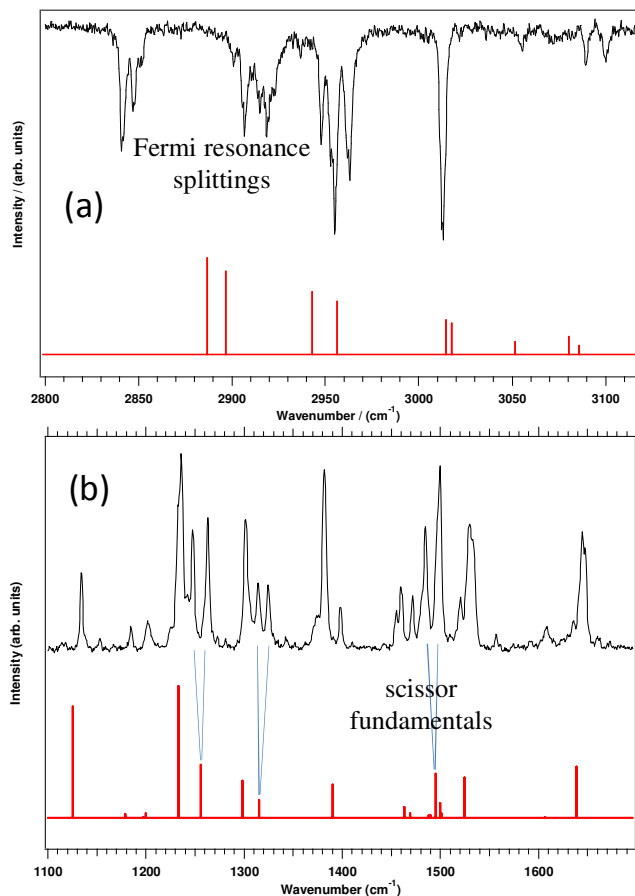 Intensity / (arb. units)
Fermi resonance
splittings
(a)
2800 2850 2900 2950 3000 3050 3100
Wavenumber / (cm-1)
Intensity (arb. units)
(b)
scissor
fundamentals
1100 1200 1300 1400 1500 1600
Wavenumber / (cm-1)